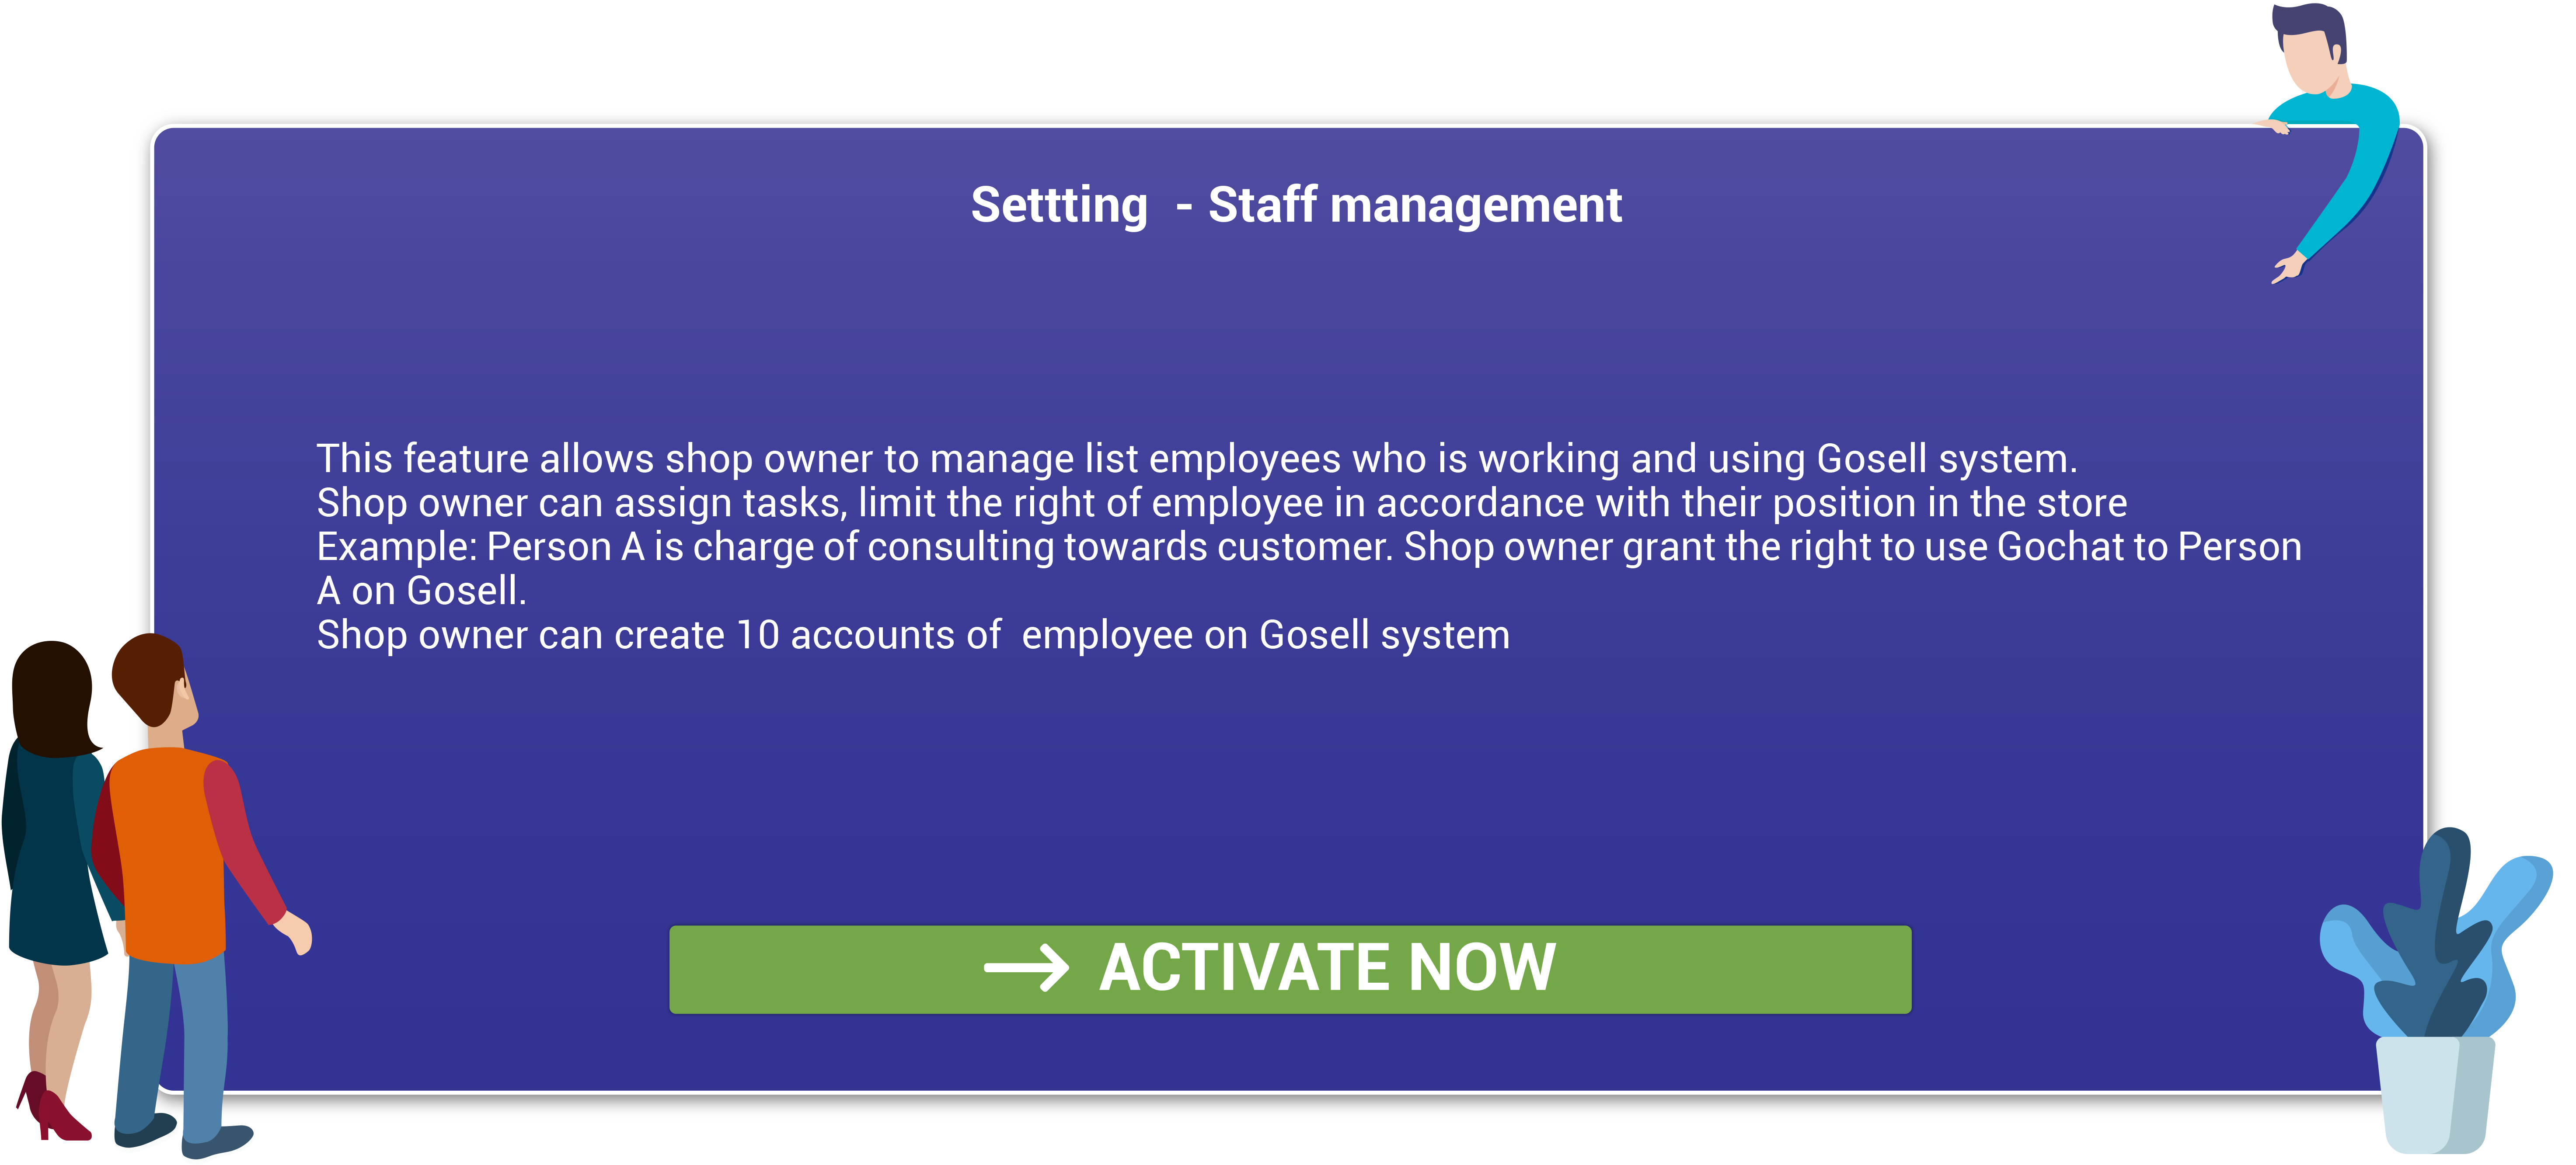 Settting  - Staff management
This feature allows shop owner to manage list employees who is working and using Gosell system.
Shop owner can assign tasks, limit the right of employee in accordance with their position in the store
Example: Person A is charge of consulting towards customer. Shop owner grant the right to use Gochat to Person
A on Gosell.
Shop owner can create 10 accounts of  employee on Gosell system
→ ACTIVATE NOW